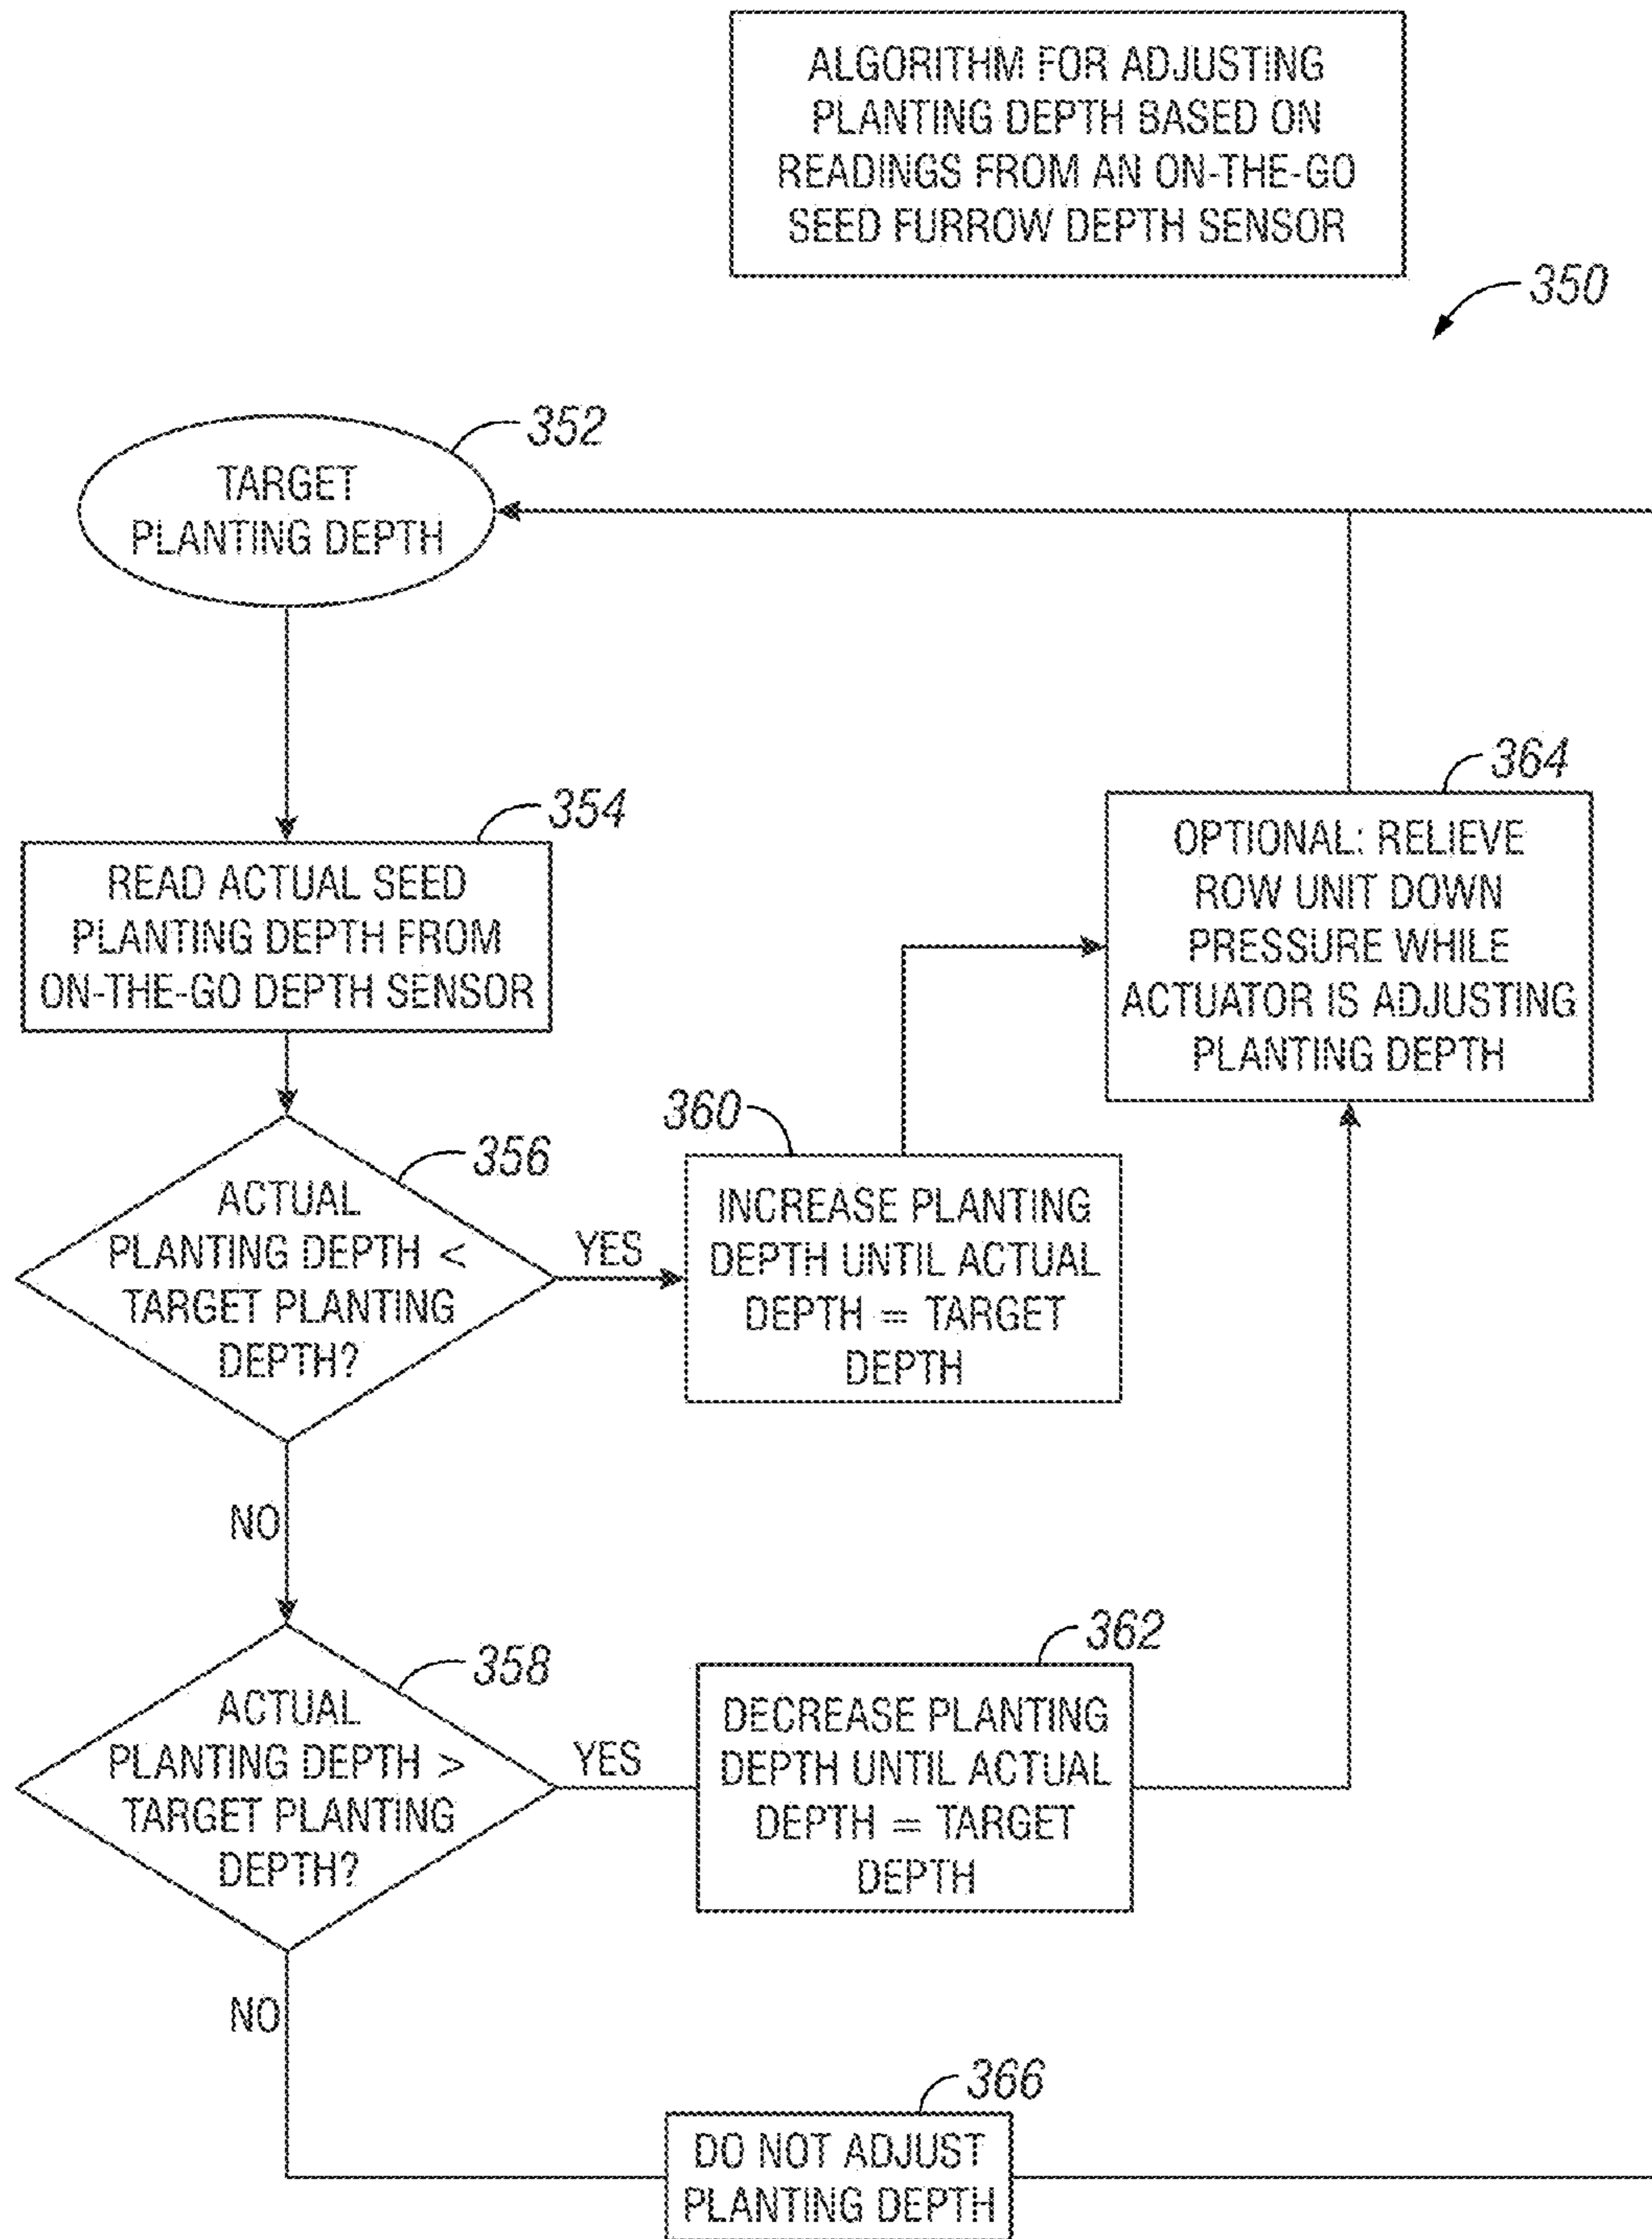 ALGORITHM FOR ADJUSTING
PLANTING DEPTH BASED ON
READINGS FROM AN ON-THE-GO
SEED FURROW DEPTH SENSOR
350
352
TARGET
PLANTING DEPTH
354
READ ACTUAL SEED
PLANTING DEPTH FROM
ON-THE-GO DEPTH SENSOR
364
OPTIONAL: RELIEVE
ROW UNIT DOWN
PRESSURE WHILE
ACTUATOR IS ADJUSTING
PLANTING DEPTH
356
ACTUAL
PLANTING DEPTH <
TARGET PLANTING
DEPTH?
YES
360
INCREASE PLANTING
DEPTH UNTIL ACTUAL
DEPTH = TARGET
DEPTH
NO
358
ACTUAL
PLANTING DEPTH >
TARGET PLANTING
DEPTH?
YES
362
DECREASE PLANTING
DEPTH UNTIL ACTUAL
DEPTH = TARGET
DEPTH
NO
366
DO NOT ADJUST
PLANTING DEPTH